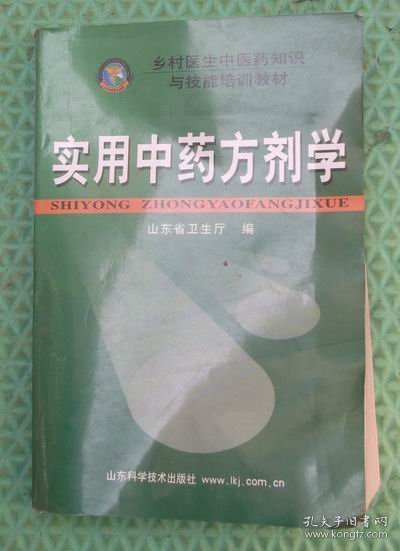 乡村医生中医药知识
与技能培训教材
实用中药方剂学
SHIYONG ZHONGYAOFANGJIXUE
山东省卫生厅 编
山东科学技术出版社 www.lkj.com.cn
孔夫子旧书网
www.kongfz.com